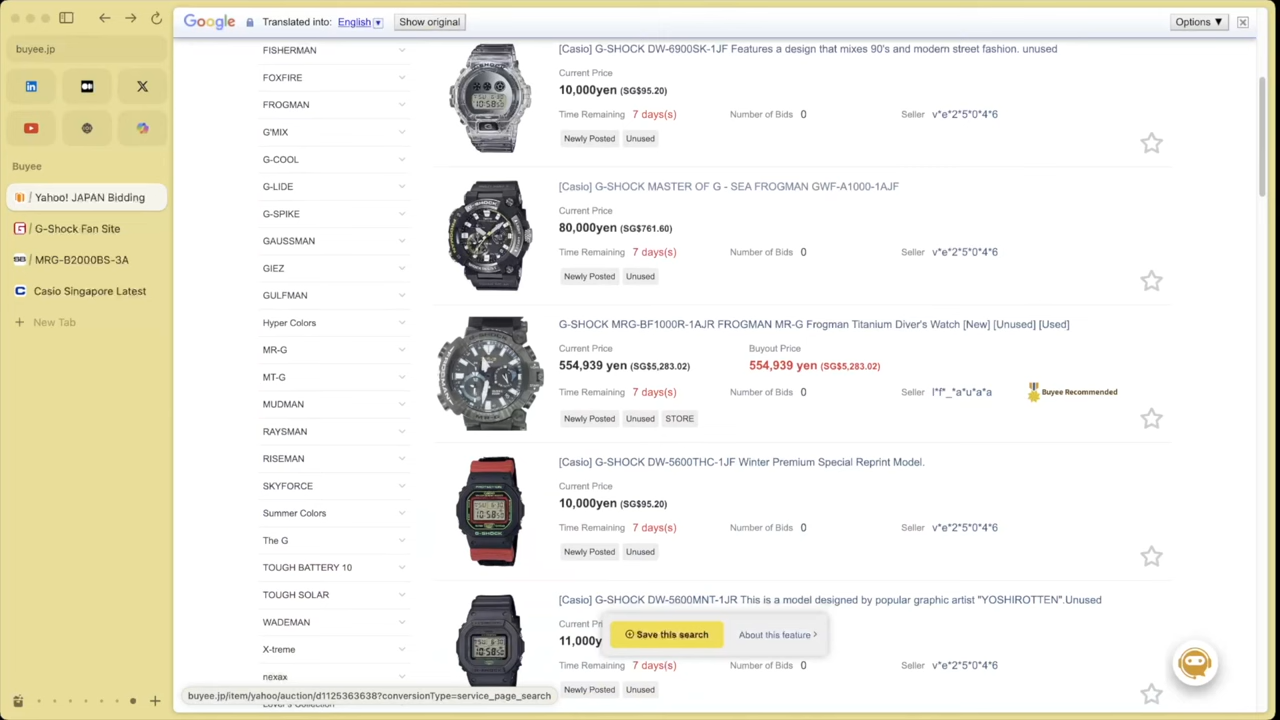 Google Translated into: English ▼ Show original Options ▼
buyee.jp
Buyee
/ Yahoo! JAPAN Bidding
/ G-Shock Fan Site
/ MRG-B2000BS-3A
Casio Singapore Latest
+ New Tab
FISHERMAN
FOXFIRE
FROGMAN
G'MIX
G-COOL
G-LIDE
G-SPIKE
GAUSSMAN
GIEZ
GULFMAN
Hyper Colors
MR-G
MT-G
MUDMAN
RAYSMAN
RISEMAN
SKYFORCE
Summer Colors
The G
TOUGH BATTERY 10
TOUGH SOLAR
WADEMAN
X-treme
nexax
Lover's Collection
[Casio] G-SHOCK DW-6900SK-1JF Features a design that mixes 90's and modern street fashion. unused
Current Price
10,000yen (SG$95.20)
Time Remaining 7 days(s) Number of Bids 0 Seller v*e*2*5*0*4*6
Newly Posted Unused
[Casio] G-SHOCK MASTER OF G - SEA FROGMAN GWF-A1000-1AJF
Current Price
80,000yen (SG$761.60)
Time Remaining 7 days(s) Number of Bids 0 Seller v*e*2*5*0*4*6
Newly Posted Unused
G-SHOCK MRG-BF1000R-1AJR FROGMAN MR-G Frogman Titanium Diver's Watch [New] [Unused] [Used]
Current Price Buyout Price
554,939 yen (SG$5,283.02) 554,939 yen (SG$5,283.02)
Time Remaining 7 days(s) Number of Bids 0 Seller l*f*_*a*u*a*a Buyee Recommended
Newly Posted Unused STORE
[Casio] G-SHOCK DW-5600THC-1JF Winter Premium Special Reprint Model.
Current Price
10,000yen (SG$95.20)
Time Remaining 7 days(s) Number of Bids 0 Seller v*e*2*5*0*4*6
Newly Posted Unused
[Casio] G-SHOCK DW-5600MNT-1JR This is a model designed by popular graphic artist "YOSHIROTTEN".Unused
Current Pr
11,000y
Save this search About this feature >
Time Remaining 7 days(s) Number of Bids 0 Seller v*e*2*5*0*4*6
Newly Posted Unused
buyee.jp/item/yahoo/auction/d1125363638?conversionType=service_page_search